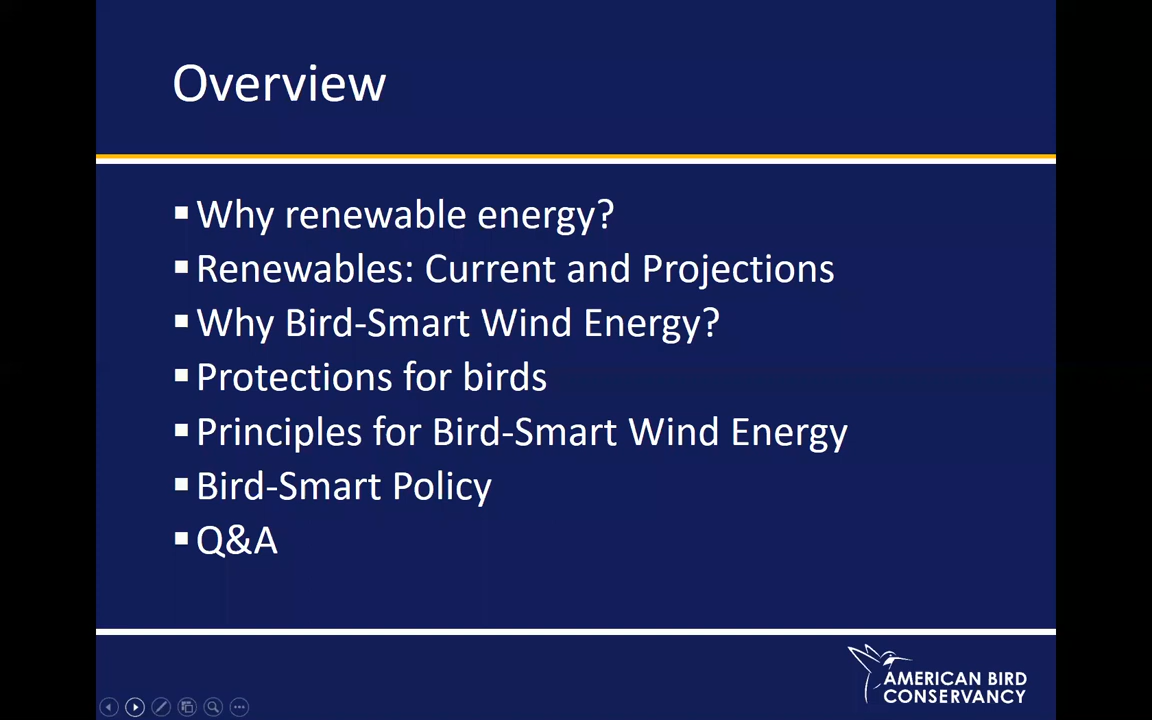 Overview
Why renewable energy?
Renewables: Current and Projections
Why Bird-Smart Wind Energy?
Protections for birds
Principles for Bird-Smart Wind Energy
Bird-Smart Policy
Q&A
AMERICAN BIRD
CONSERVANCY